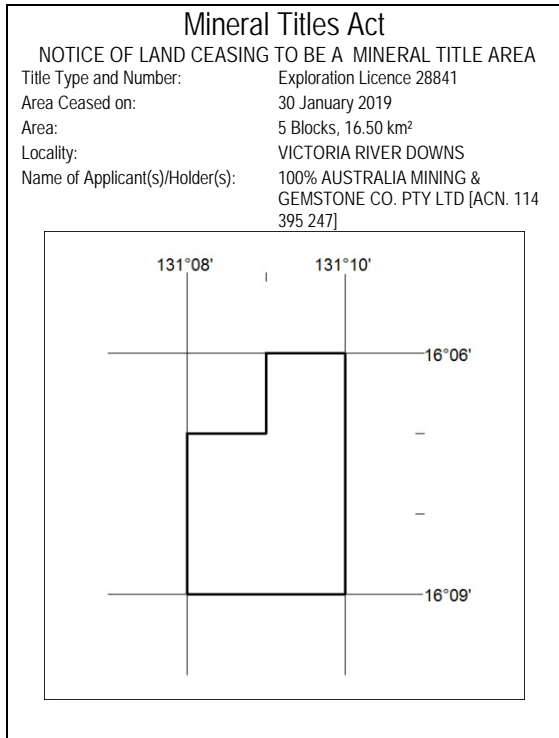 Mineral Titles Act
NOTICE OF LAND CEASING TO BE A MINERAL TITLE AREA
Title Type and Number: Exploration Licence 28841
Area Ceased on: 30 January 2019
Area: 5 Blocks, 16.50 km²
Locality: VICTORIA RIVER DOWNS
Name of Applicant(s)/Holder(s): 100% AUSTRALIA MINING &
GEMSTONE CO. PTY LTD [ACN. 114
395 247]
131°08' 131°10'
16°06'
16°09'